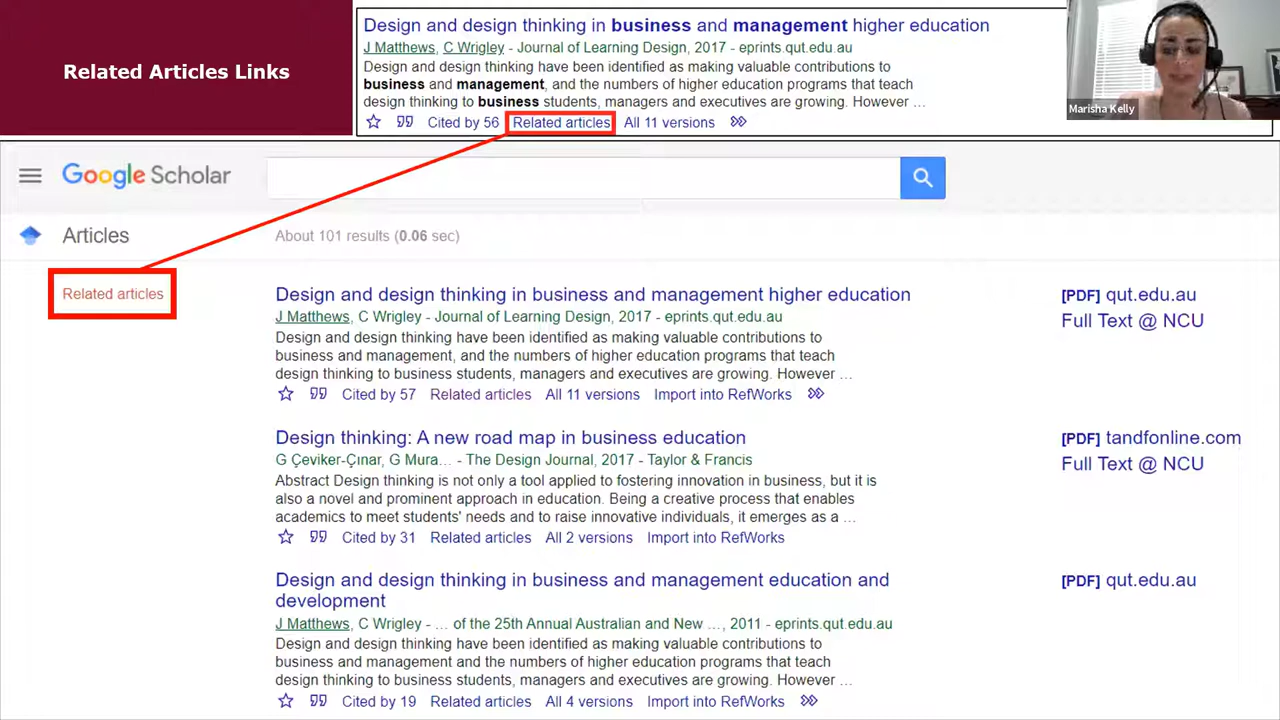 Related Articles Links
Design and design thinking in business and management higher education
J Matthews, C Wrigley - Journal of Learning Design, 2017 - eprints.qut.edu.au
Design and design thinking have been identified as making valuable contributions to
business and management, and the numbers of higher education programs that teach
design thinking to business students, managers and executives are growing. However ...
Cited by 56 Related articles All 11 versions
Marisha Kelly
Google Scholar
Articles
About 101 results (0.06 sec)
Related articles
Design and design thinking in business and management higher education
[PDF] qut.edu.au
J Matthews, C Wrigley - Journal of Learning Design, 2017 - eprints.qut.edu.au
Full Text @ NCU
Design and design thinking have been identified as making valuable contributions to
business and management, and the numbers of higher education programs that teach
design thinking to business students, managers and executives are growing. However ...
Cited by 57 Related articles All 11 versions Import into RefWorks
Design thinking: A new road map in business education
[PDF] tandfonline.com
G Çeviker-Çınar, G Mura... - The Design Journal, 2017 - Taylor & Francis
Full Text @ NCU
Abstract Design thinking is not only a tool applied to fostering innovation in business, but it is
also a novel and prominent approach in education. Being a creative process that enables
academics to meet students' needs and to raise innovative individuals, it emerges as a ...
Cited by 31 Related articles All 2 versions Import into RefWorks
Design and design thinking in business and management education and
development
[PDF] qut.edu.au
J Matthews, C Wrigley - ... of the 25th Annual Australian and New ..., 2011 - eprints.qut.edu.au
Design and design thinking have been identified as making valuable contributions to
business and management and the numbers of higher education programs that teach
design thinking to business students, managers and executives are growing. However ...
Cited by 19 Related articles All 4 versions Import into RefWorks